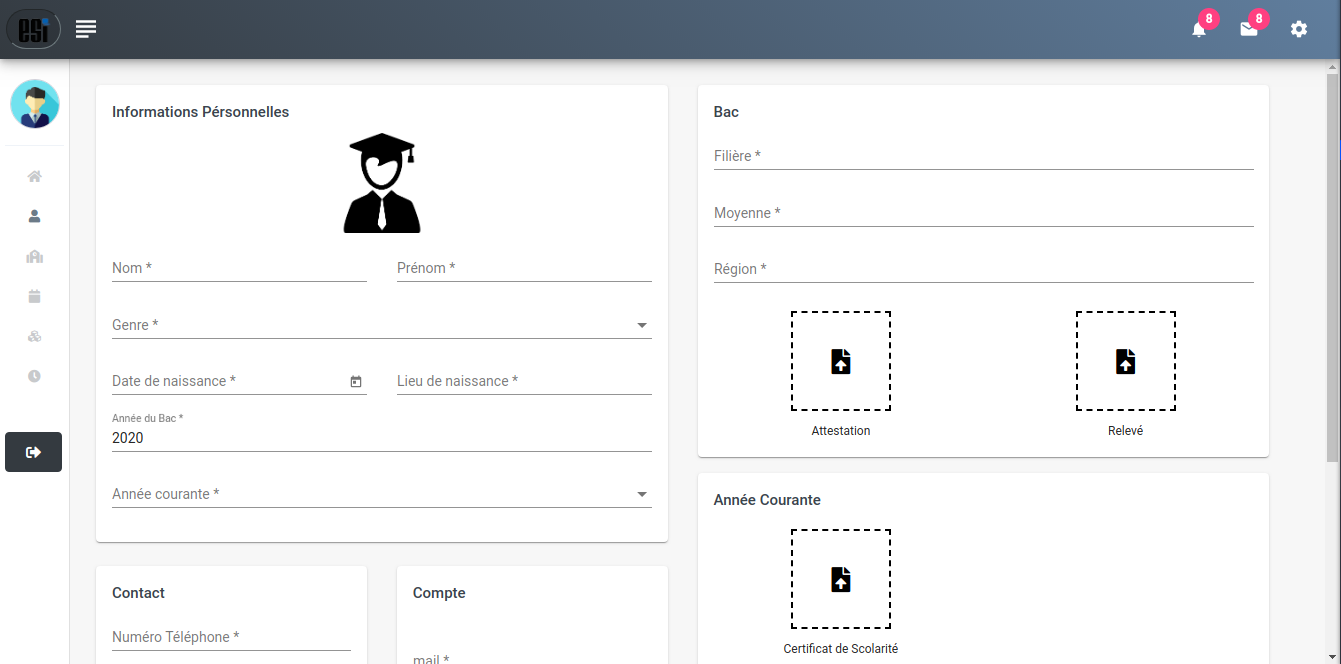 esi
8
8
Informations Pérsonnelles
Nom *
Prénom *
Genre *
Date de naissance *
Lieu de naissance *
Année du Bac *
2020
Année courante *
Contact
Numéro Téléphone *
Compte
mail *
Bac
Filière *
Moyenne *
Région *
Attestation
Relevé
Année Courante
Certificat de Scolarité